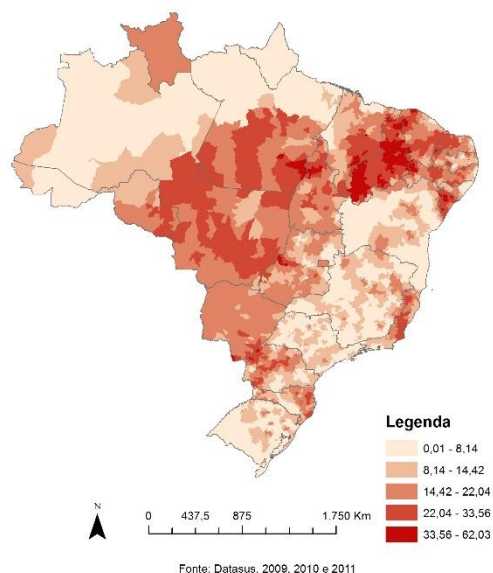 Legenda
0,01 - 8,14
8,14 - 14,42
14,42 - 22,04
22,04 - 33,56
33,56 - 62,03
N
0 437,5 875 1.750 Km
Fonte: Datasus, 2009, 2010 e 2011